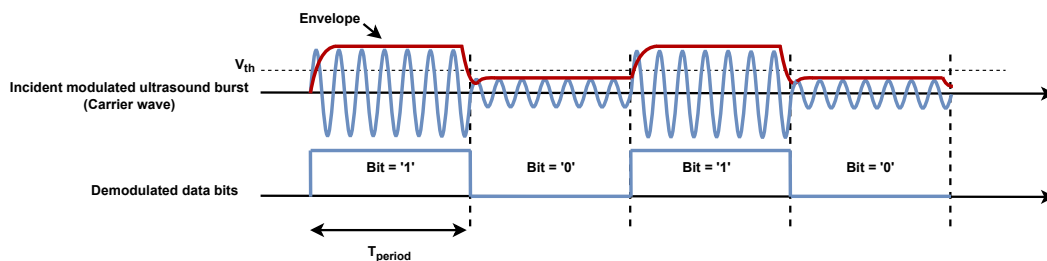 Envelope
Vth
Incident modulated ultrasound burst
(Carrier wave)
Bit = '1'
Bit = '0'
Bit = '1'
Bit = '0'
Demodulated data bits
Tperiod